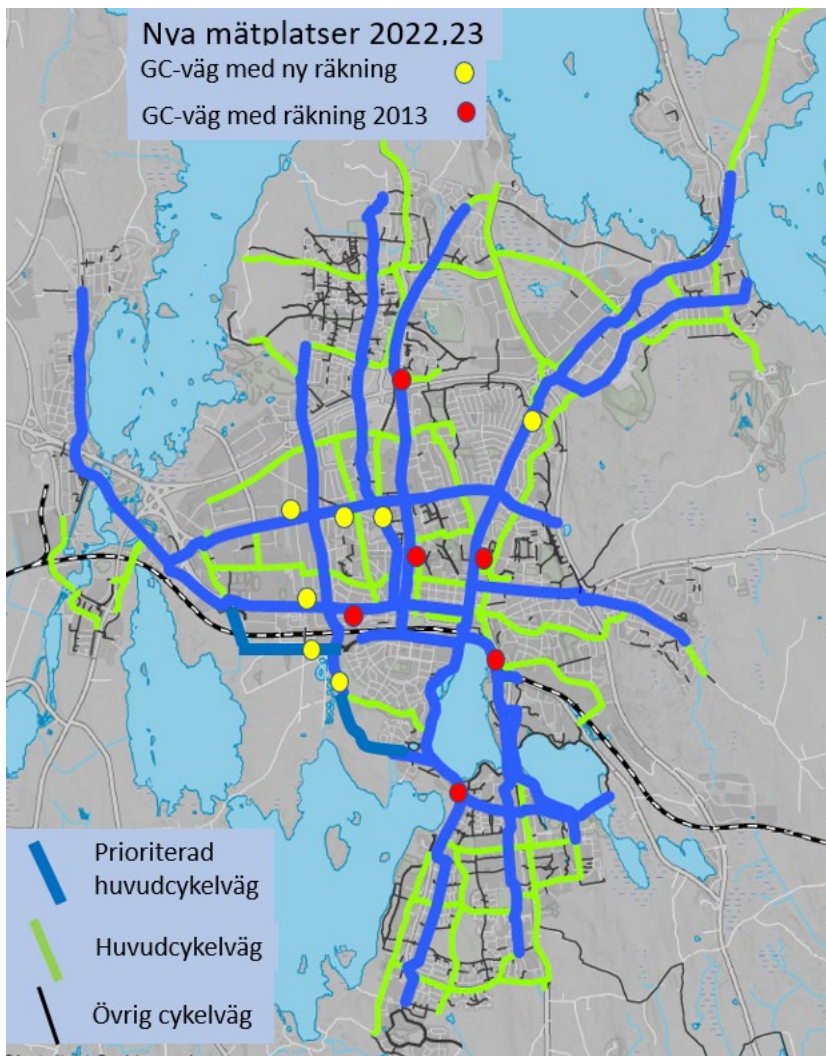 Nya mätplatser 2022,23
GC-väg med ny räkning
GC-väg med räkning 2013
Prioriterad
huvudcykelväg
Huvudcykelväg
Övrig cykelväg